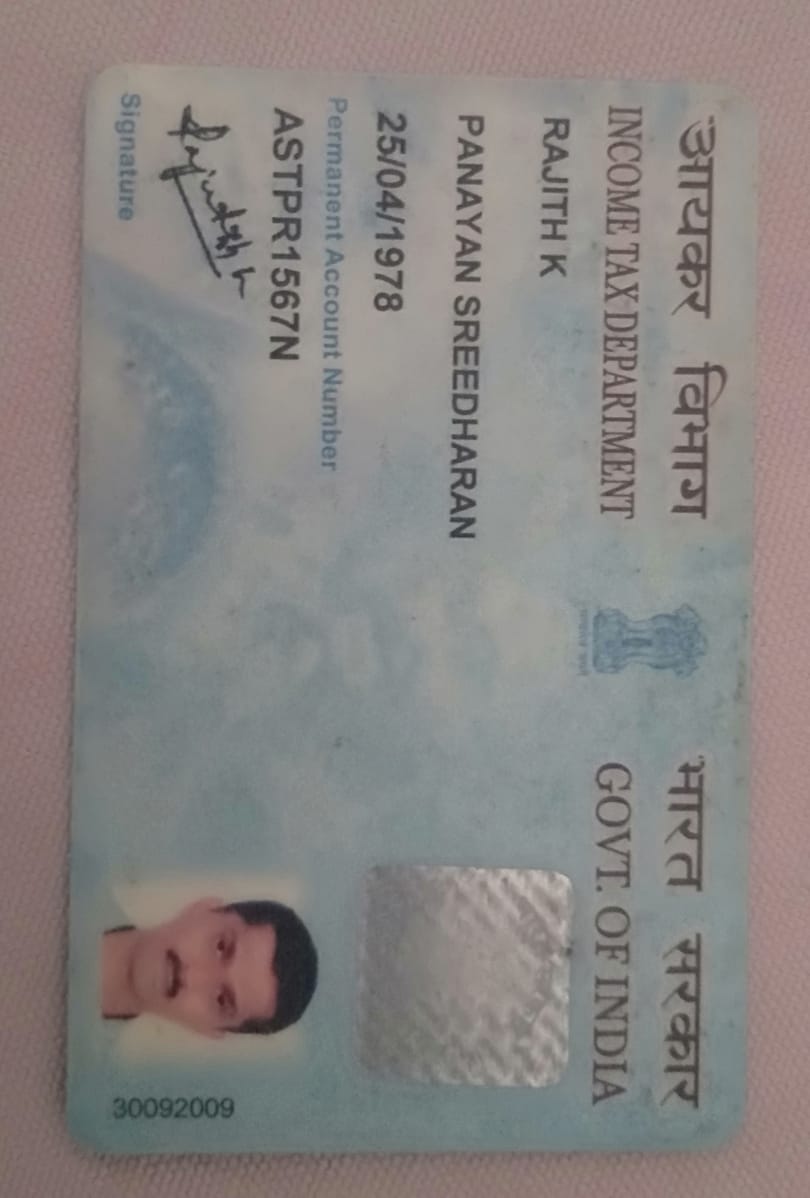 आयकर विभाग
INCOME TAX DEPARTMENT
भारत सरकार
GOVT. OF INDIA
RAJITH K
PANAYAN SREEDHARAN
25/04/1978
Permanent Account Number
ASTPR1567N
Signature
30092009